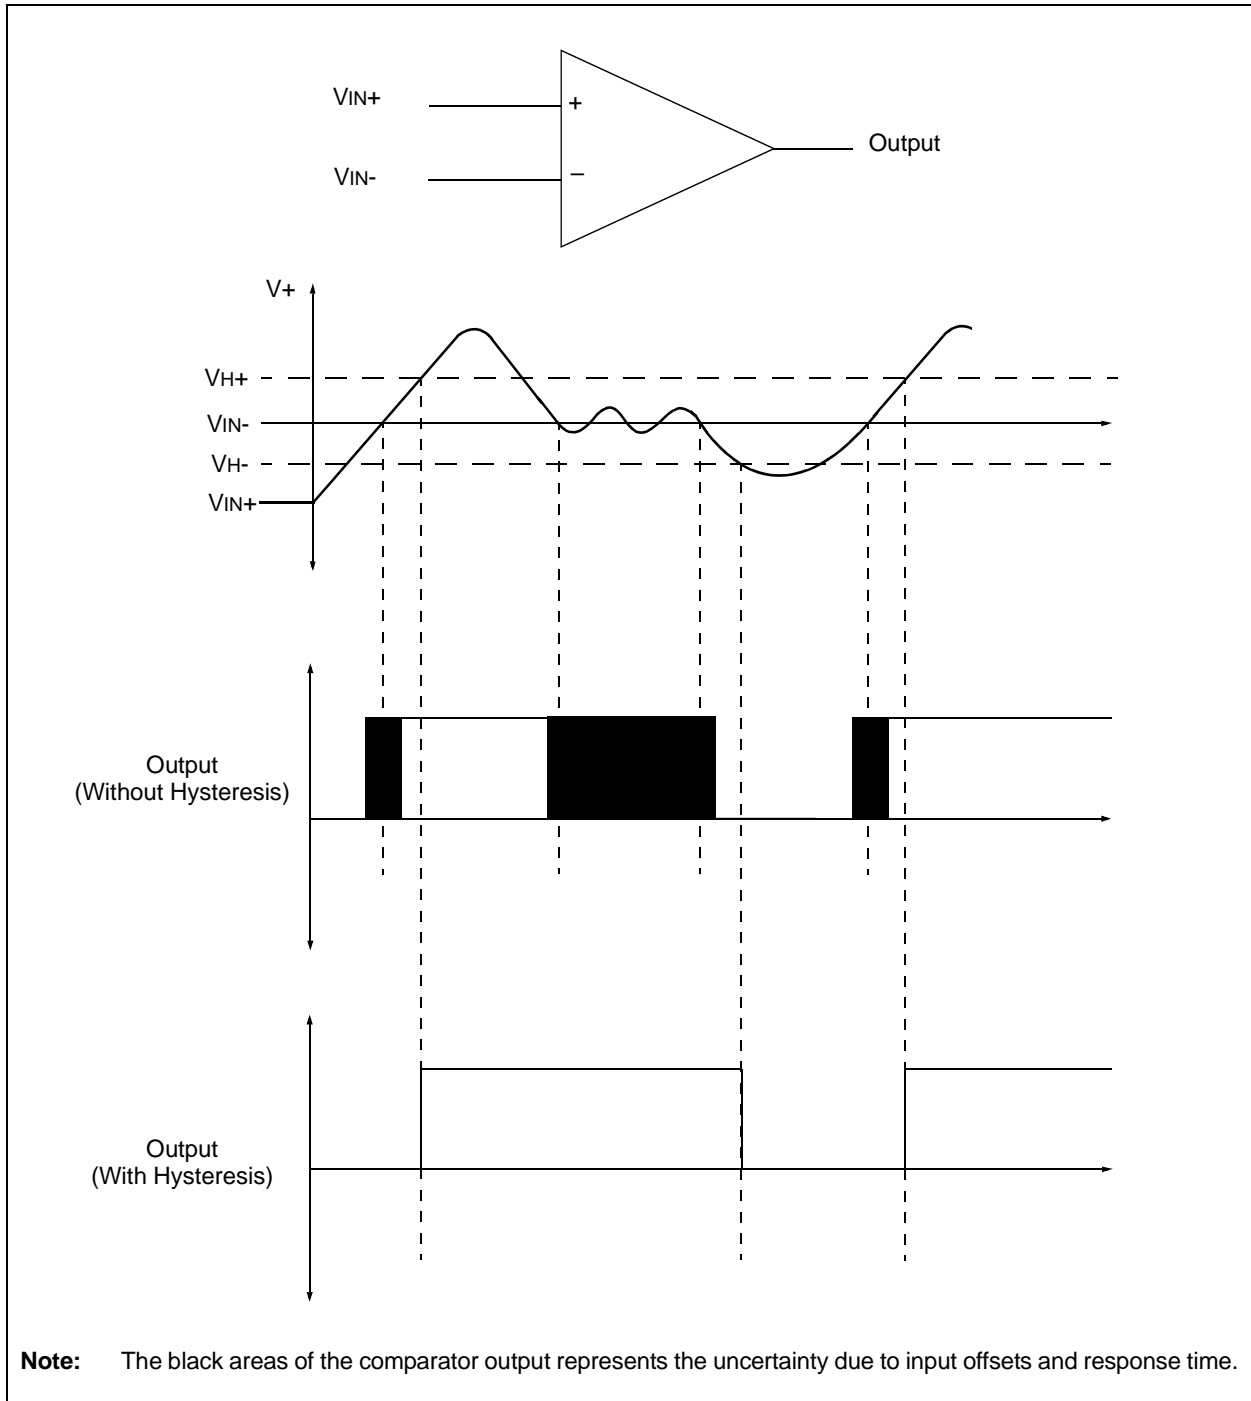 VIN+
+
Output
VIN-
–
V+
VH+
VIN-
VH-
VIN+
Output
(Without Hysteresis)
Output
(With Hysteresis)
Note: The black areas of the comparator output represents the uncertainty due to input offsets and response time.